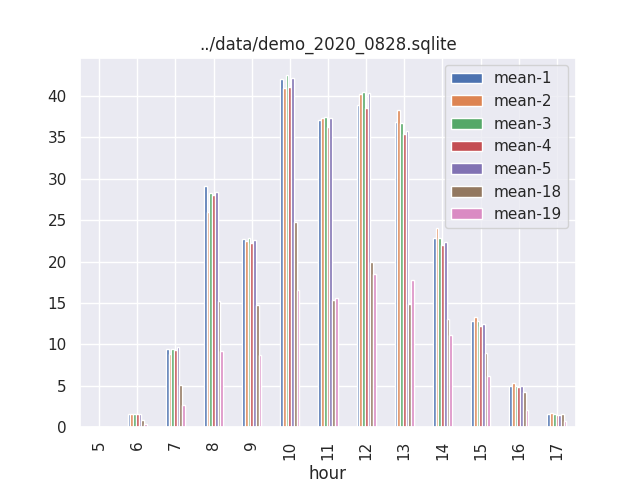 ../data/demo_2020_0828.sqlite
mean-1
mean-2
mean-3
mean-4
mean-5
mean-18
mean-19
40
35
30
25
20
15
10
5
0
5 6 7 8 9 10 11 12 13 14 15 16 17
hour